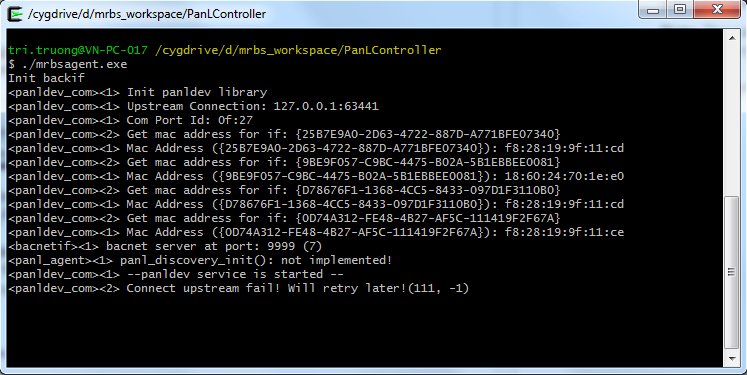 /cygdrive/d/mrbs_workspace/PanLController
tri.truong@VN-PC-017 /cygdrive/d/mrbs_workspace/PanLController
$ ./mrbsagent.exe
Init backif
<panldev_com><1> Init panldev library
<panldev_com><1> Upstream Connection: 127.0.0.1:63441
<panldev_com><1> Com Port Id: 0f:27
<panldev_com><2> Get mac address for if: {25B7E9A0-2D63-4722-887D-A771BFE07340}
<panldev_com><1> Mac Address ({25B7E9A0-2D63-4722-887D-A771BFE07340}): f8:28:19:9f:11:cd
<panldev_com><2> Get mac address for if: {9BE9F057-C9BC-4475-B02A-5B1EBBEE0081}
<panldev_com><1> Mac Address ({9BE9F057-C9BC-4475-B02A-5B1EBBEE0081}): 18:60:24:70:1e:e0
<panldev_com><2> Get mac address for if: {D78676F1-1368-4CC5-8433-097D1F3110B0}
<panldev_com><1> Mac Address ({D78676F1-1368-4CC5-8433-097D1F3110B0}): f8:28:19:9f:11:cd
<panldev_com><2> Get mac address for if: {0D74A312-FE48-4B27-AF5C-111419F2F67A}
<panldev_com><1> Mac Address ({0D74A312-FE48-4B27-AF5C-111419F2F67A}): f8:28:19:9f:11:ce
<bacnetif><1> bacnet server at port: 9999 (7)
<panl_agent><1> panl_discovery_init(): not implemented!
<panldev_com><1> --panldev service is started --
<panldev_com><2> Connect upstream fail! Will retry later!(111, -1)